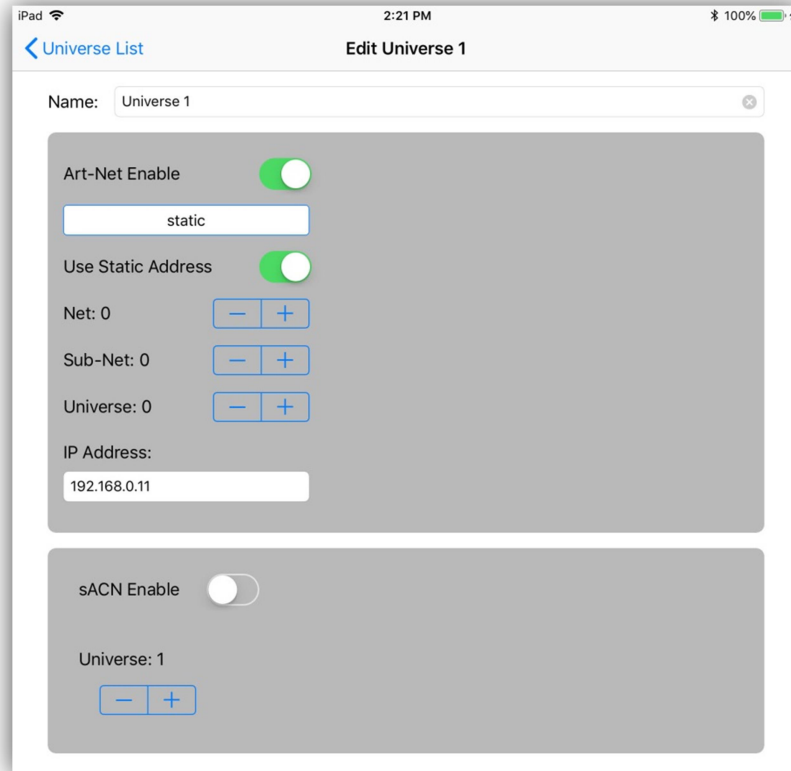 iPad 2:21 PM 100%
Universe List Edit Universe 1
Name: Universe 1
Art-Net Enable
static
Use Static Address
Net: 0
Sub-Net: 0
Universe: 0
IP Address:
192.168.0.11
sACN Enable
Universe: 1